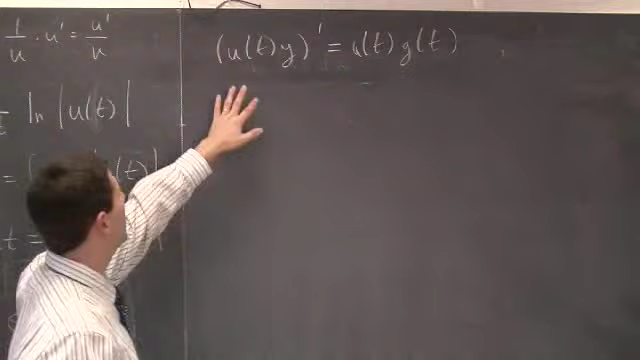 1/u · u' = u'/u
ln |u(t)|
(t)|
t =
(u(t)y)' = u(t)g(t)